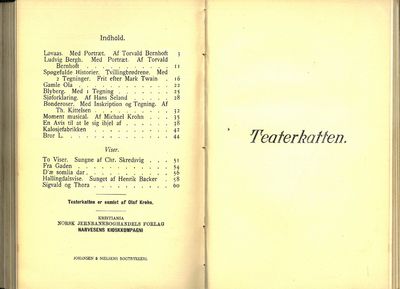 Indhold.
Løvaas. Med Portræt. Af Torvald Bernhoft 3
Ludvig Bergh. Med Portræt. Af Torvald
Bernhoft . . . . . . . . . 11
Spøgefulde Historier. Tvillingbrødrene. Med
2 Tegninger. Frit efter Mark Twain . 16
Gamle Ola . . . . . . . . . 22
Blyberg. Med 1 Tegning . . . . . 25
Sjøforklaring. Af Hans Seland . . . . 28
Bonderoser. Med Inskription og Tegning. Af
Th. Kittelsen . . . . . . . . 32
Moment musical. Af Michael Krohn . . 35
En Avis til at le sig ihjel af . . . . 38
Kalosjefabrikken . . . . . . . 42
Bror L. . . . . . . . . . . 44
Viser.
To Viser. Sungne af Chr. Skredsvig . . 51
Fra Gaden . . . . . . . . . 54
D'æ somlia dar . . . . . . . . 56
Hallingdalsvise. Sunget af Henrik Backer . 58
Sigvald og Thora . . . . . . . 60
Teaterkatten er samlet af Olaf Krohn.
KRISTIANIA
NORSK JERNBANEBOGHANDELS FORLAG
NARVESENS KIOSKKOMPAGNI
JOHANSEN & NIELSENS BOGTRYKKERI.
Teaterkatten.